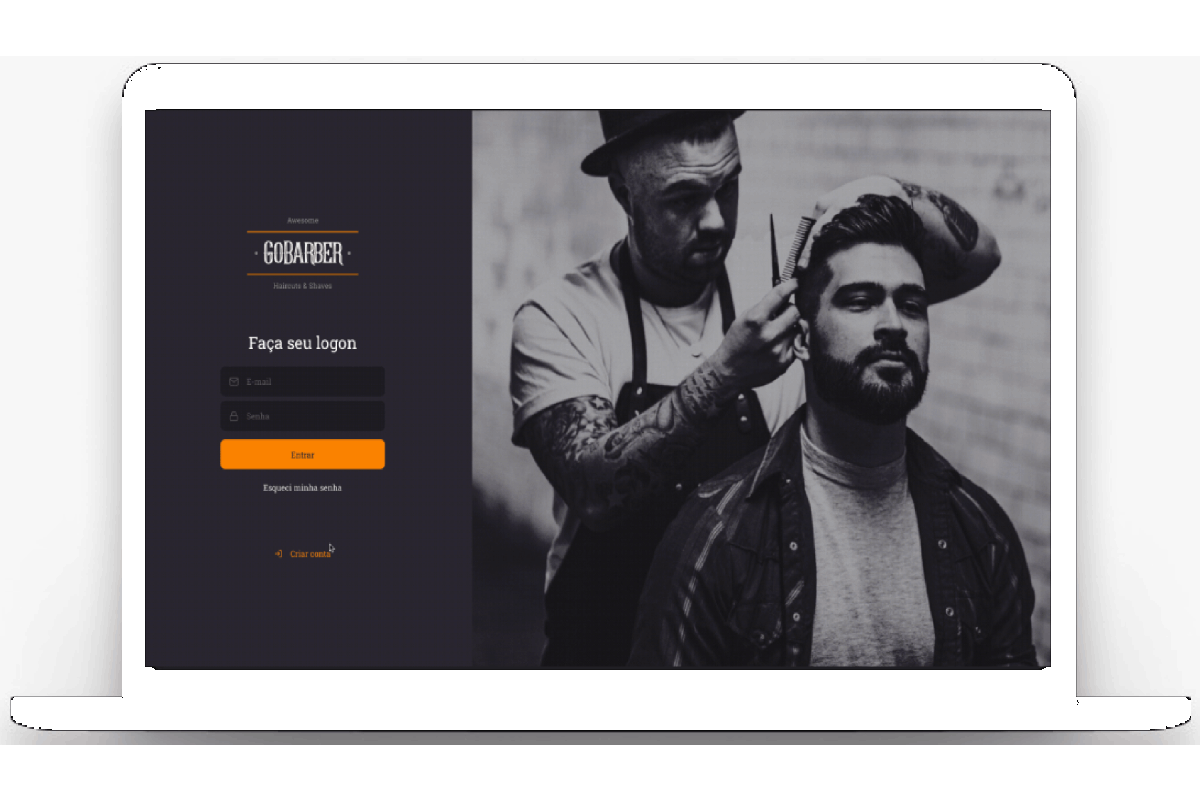 Awesome
· GOBARBER ·
Haircuts & Shaves
Faça seu logon
E-mail
Senha
Entrar
Esqueci minha senha
Criar conta